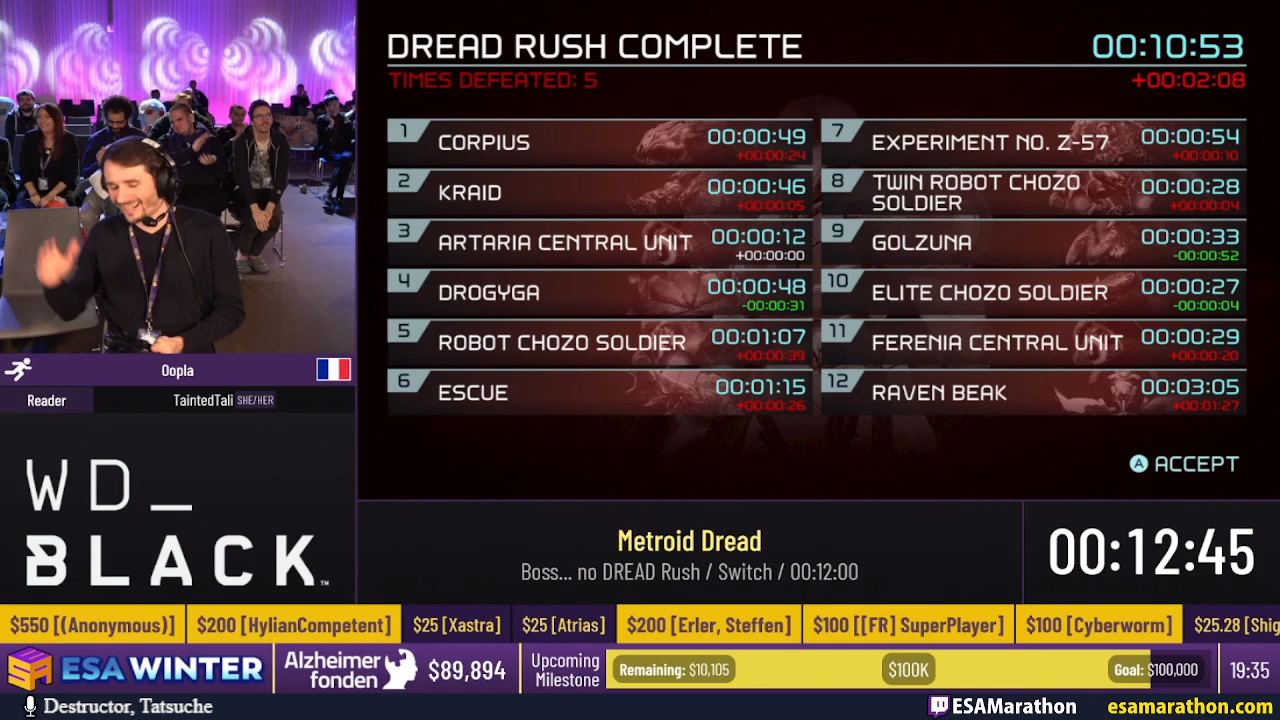 DREAD RUSH COMPLETE 00:10:53
TIMES DEFEATED: 5 +00:02:08
1 CORPIUS 00:00:49 +00:00:24
2 KRAID 00:00:46 +00:00:05
3 ARTARIA CENTRAL UNIT 00:00:12 +00:00:00
4 DROGYGA 00:00:48 -00:00:31
5 ROBOT CHOZO SOLDIER 00:01:07 +00:00:39
6 ESCUE 00:01:15 +00:00:26
7 EXPERIMENT NO. Z-57 00:00:54 +00:00:10
8 TWIN ROBOT CHOZO SOLDIER 00:00:28 +00:00:04
9 GOLZUNA 00:00:33 -00:00:52
10 ELITE CHOZO SOLDIER 00:00:27 -00:00:04
11 FERENIA CENTRAL UNIT 00:00:29 +00:00:20
12 RAVEN BEAK 00:03:05 +00:01:27
A ACCEPT
Oopla
Reader TaintedTali SHE/HER
WD_
BLACK™
Metroid Dread
Boss... no DREAD Rush / Switch / 00:12:00
00:12:45
$550 [(Anonymous)] $200 [HylianCompetent] $25 [Xastra] $25 [Atrias] $200 [Erler, Steffen] $100 [[FR] SuperPlayer] $100 [Cyberworm] $25.28 [Shig
ESA WINTER
Alzheimer
fonden
$89,894
Upcoming
Milestone
Remaining: $10,105 $100K Goal: $100,000
19:35
Destructor, Tatsuche
ESAMarathon esamarathon.com